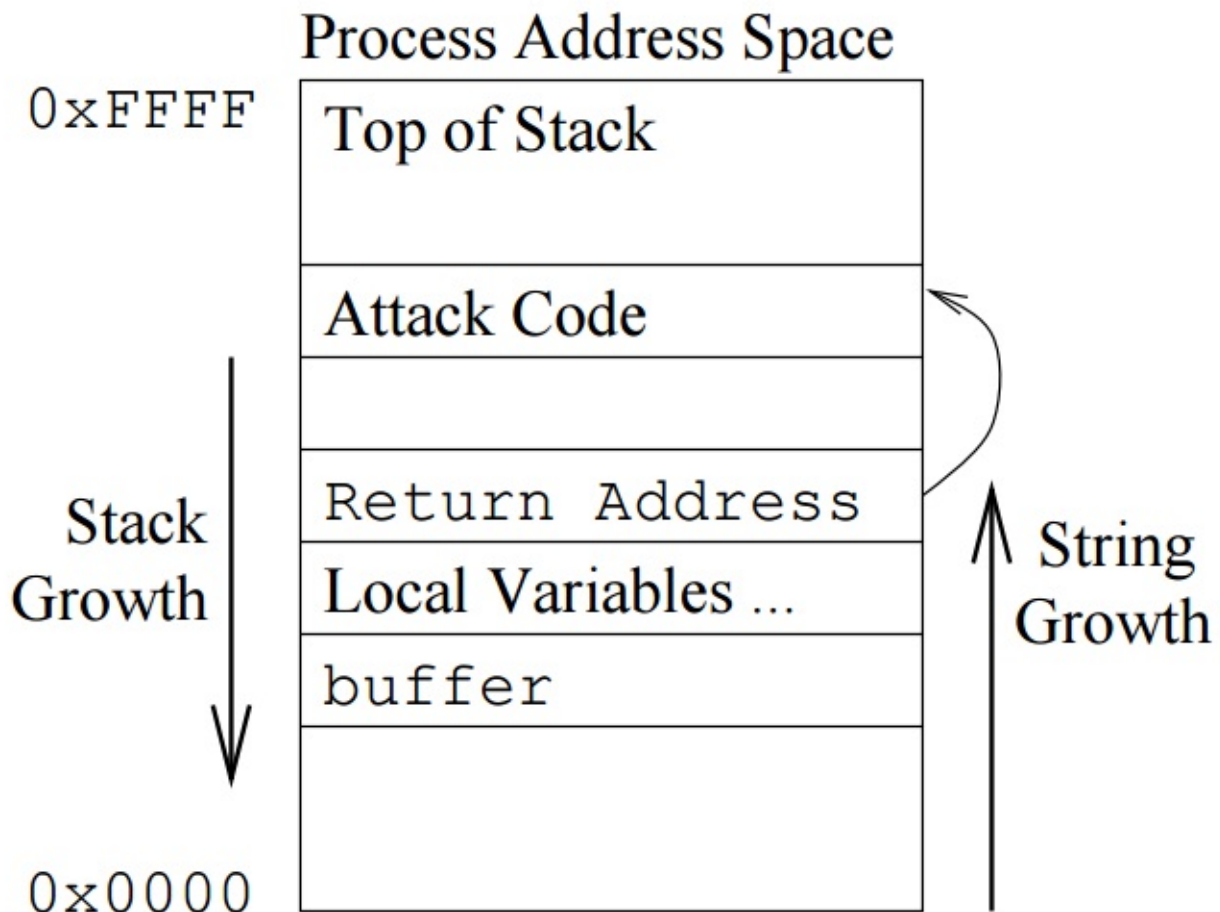 Process Address Space
0xFFFF
Top of Stack
Attack Code
Return Address
Stack
Growth
Local Variables ...
String
Growth
buffer
0x0000